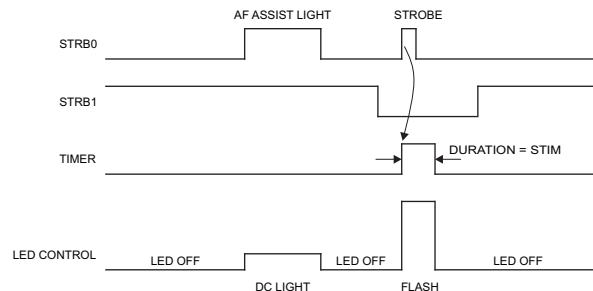 AF ASSIST LIGHT STROBE
STRB0
STRB1
TIMER
DURATION = STIM
LED CONTROL
LED OFF LED OFF LED OFF
DC LIGHT FLASH